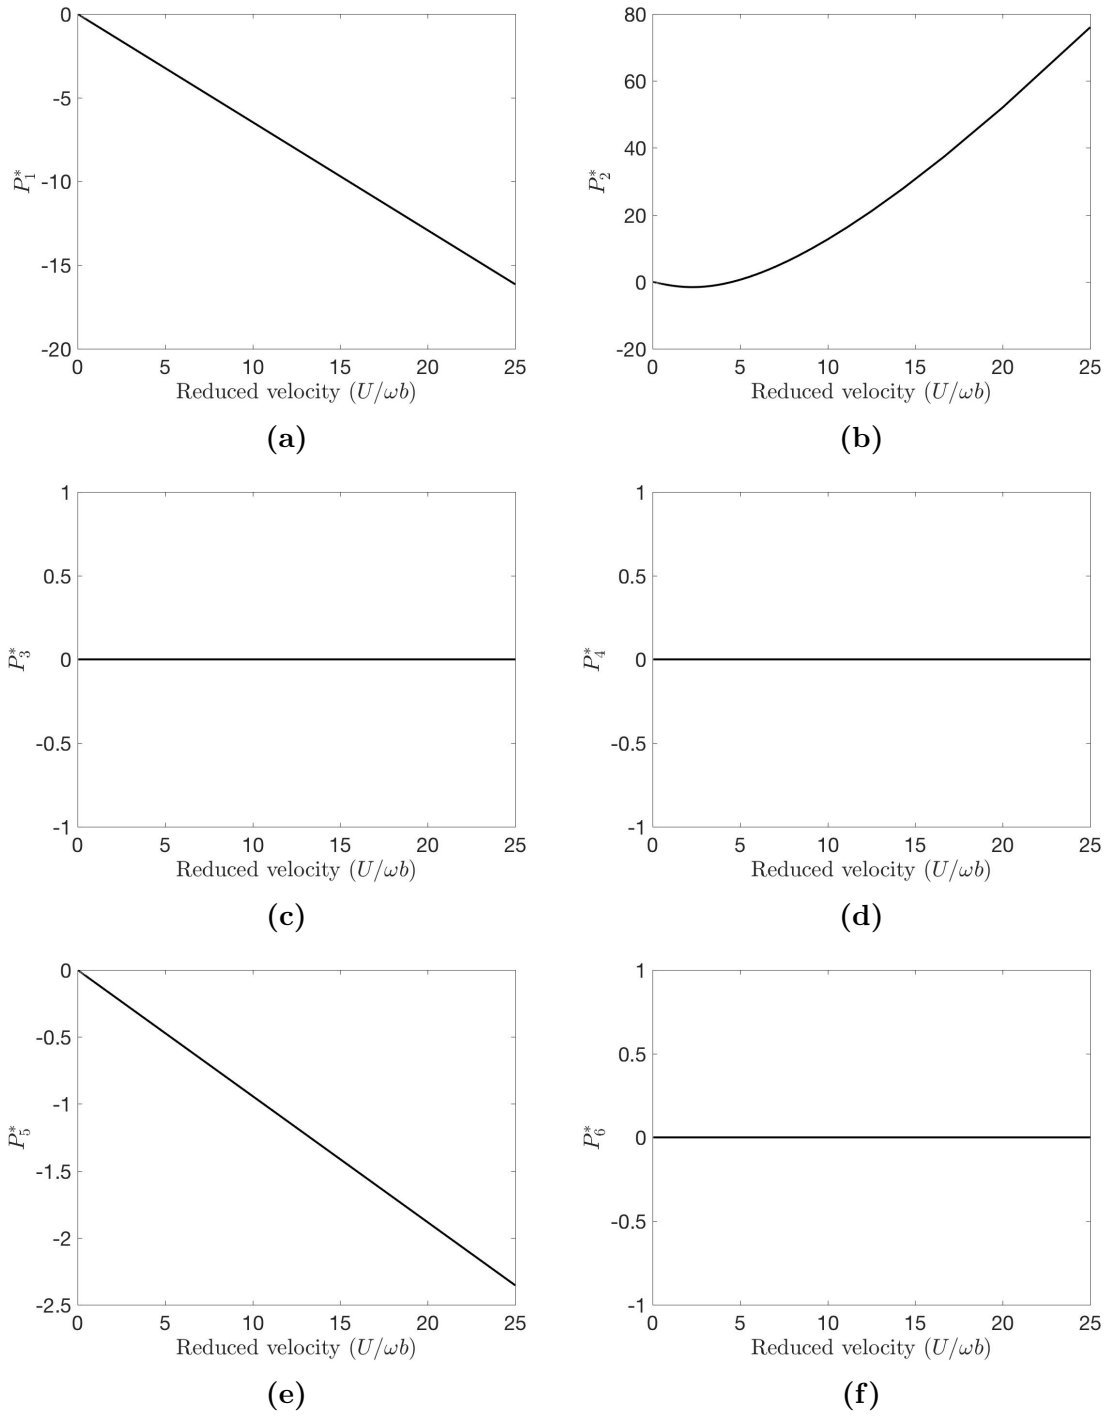 0
-5
-10
-15
-20
P*1
0 5 10 15 20 25
Reduced velocity (U/ωb)
(a)
80
60
40
20
0
-20
P*2
0 5 10 15 20 25
Reduced velocity (U/ωb)
(b)
1
0.5
0
-0.5
-1
P*3
0 5 10 15 20 25
Reduced velocity (U/ωb)
(c)
1
0.5
0
-0.5
-1
P*4
0 5 10 15 20 25
Reduced velocity (U/ωb)
(d)
0
-0.5
-1
-1.5
-2
-2.5
P*5
0 5 10 15 20 25
Reduced velocity (U/ωb)
(e)
1
0.5
0
-0.5
-1
P*6
0 5 10 15 20 25
Reduced velocity (U/ωb)
(f)